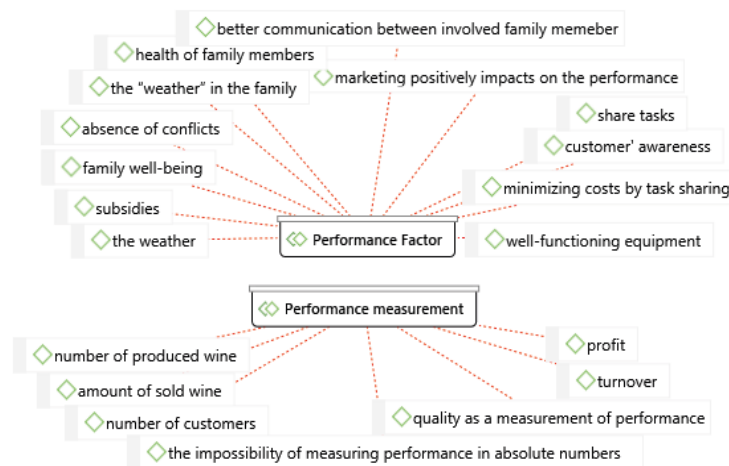 better communication between involved family memeber
health of family members
the "weather" in the family
marketing positively impacts on the performance
absence of conflicts
share tasks
customer' awareness
family well-being
minimizing costs by task sharing
subsidies
the weather
Performance Factor
well-functioning equipment
Performance measurement
number of produced wine
profit
amount of sold wine
turnover
number of customers
quality as a measurement of performance
the impossibility of measuring performance in absolute numbers